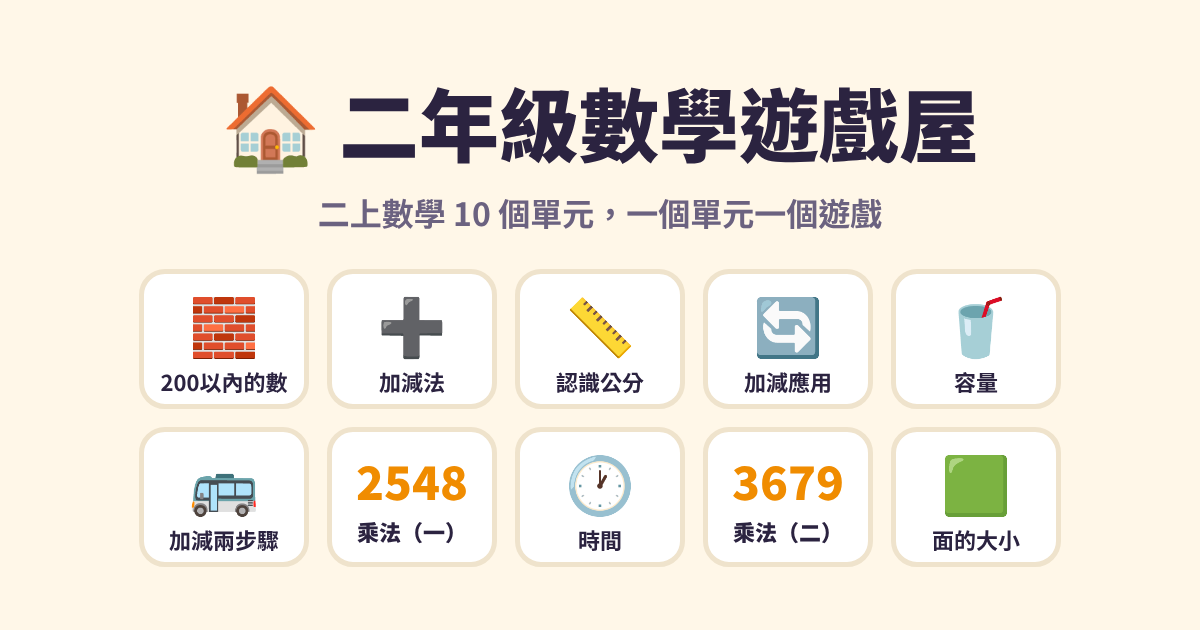 二年級數學遊戲屋
二上數學 10 個單元，一個單元一個遊戲
200以內的數
加減法
認識公分
加減應用
容量
加減兩步驟
2548
乘法（一）
時間
3679
乘法（二）
面的大小